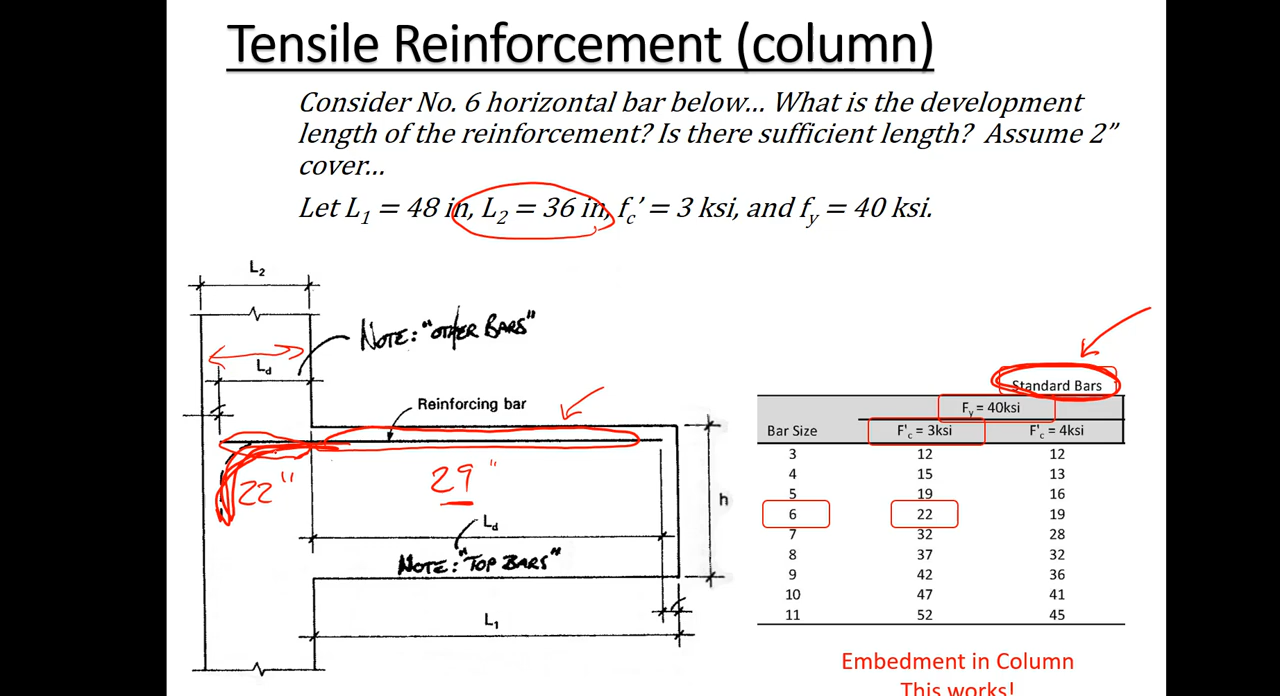 Tensile Reinforcement (column)
Consider No. 6 horizontal bar below... What is the development
length of the reinforcement? Is there sufficient length? Assume 2”
cover...
Let L₁ = 48 in, L₂ = 36 in, fc’ = 3 ksi, and fy = 40 ksi.
L₂
NOTE: "OTHER BARS"
Ld
Reinforcing bar
22"
29"
h
Ld
NOTE: "TOP BARS"
L₁
Standard Bars
Fy = 40ksi
Bar Size F'c = 3ksi F'c = 4ksi
3 12 12
4 15 13
5 19 16
6 22 19
7 32 28
8 37 32
9 42 36
10 47 41
11 52 45
Embedment in Column
This works!